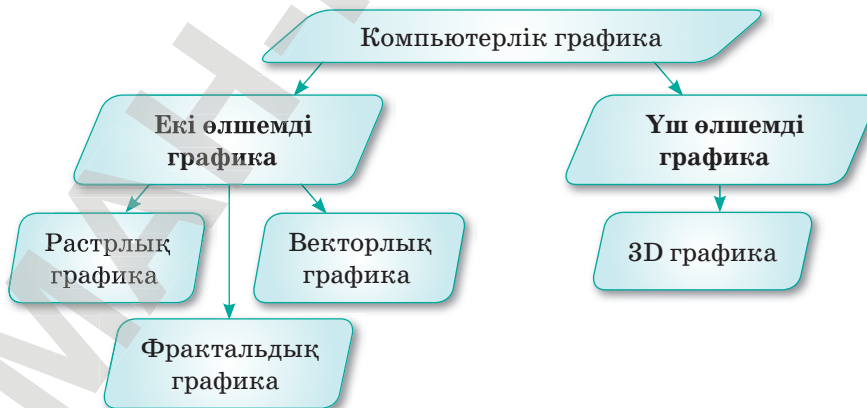 Компьютерлік графика
Екі өлшемді
графика
Үш өлшемді
графика
Растрлық
графика
Векторлық
графика
3D графика
Фрактальдық
графика